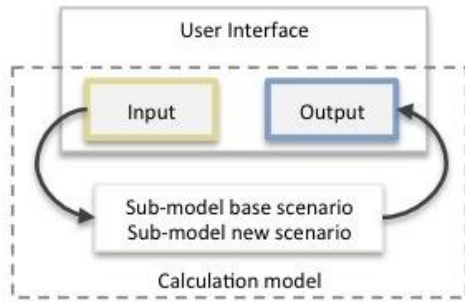 User Interface
Input
Output
Sub-model base scenario
Sub-model new scenario
Calculation model